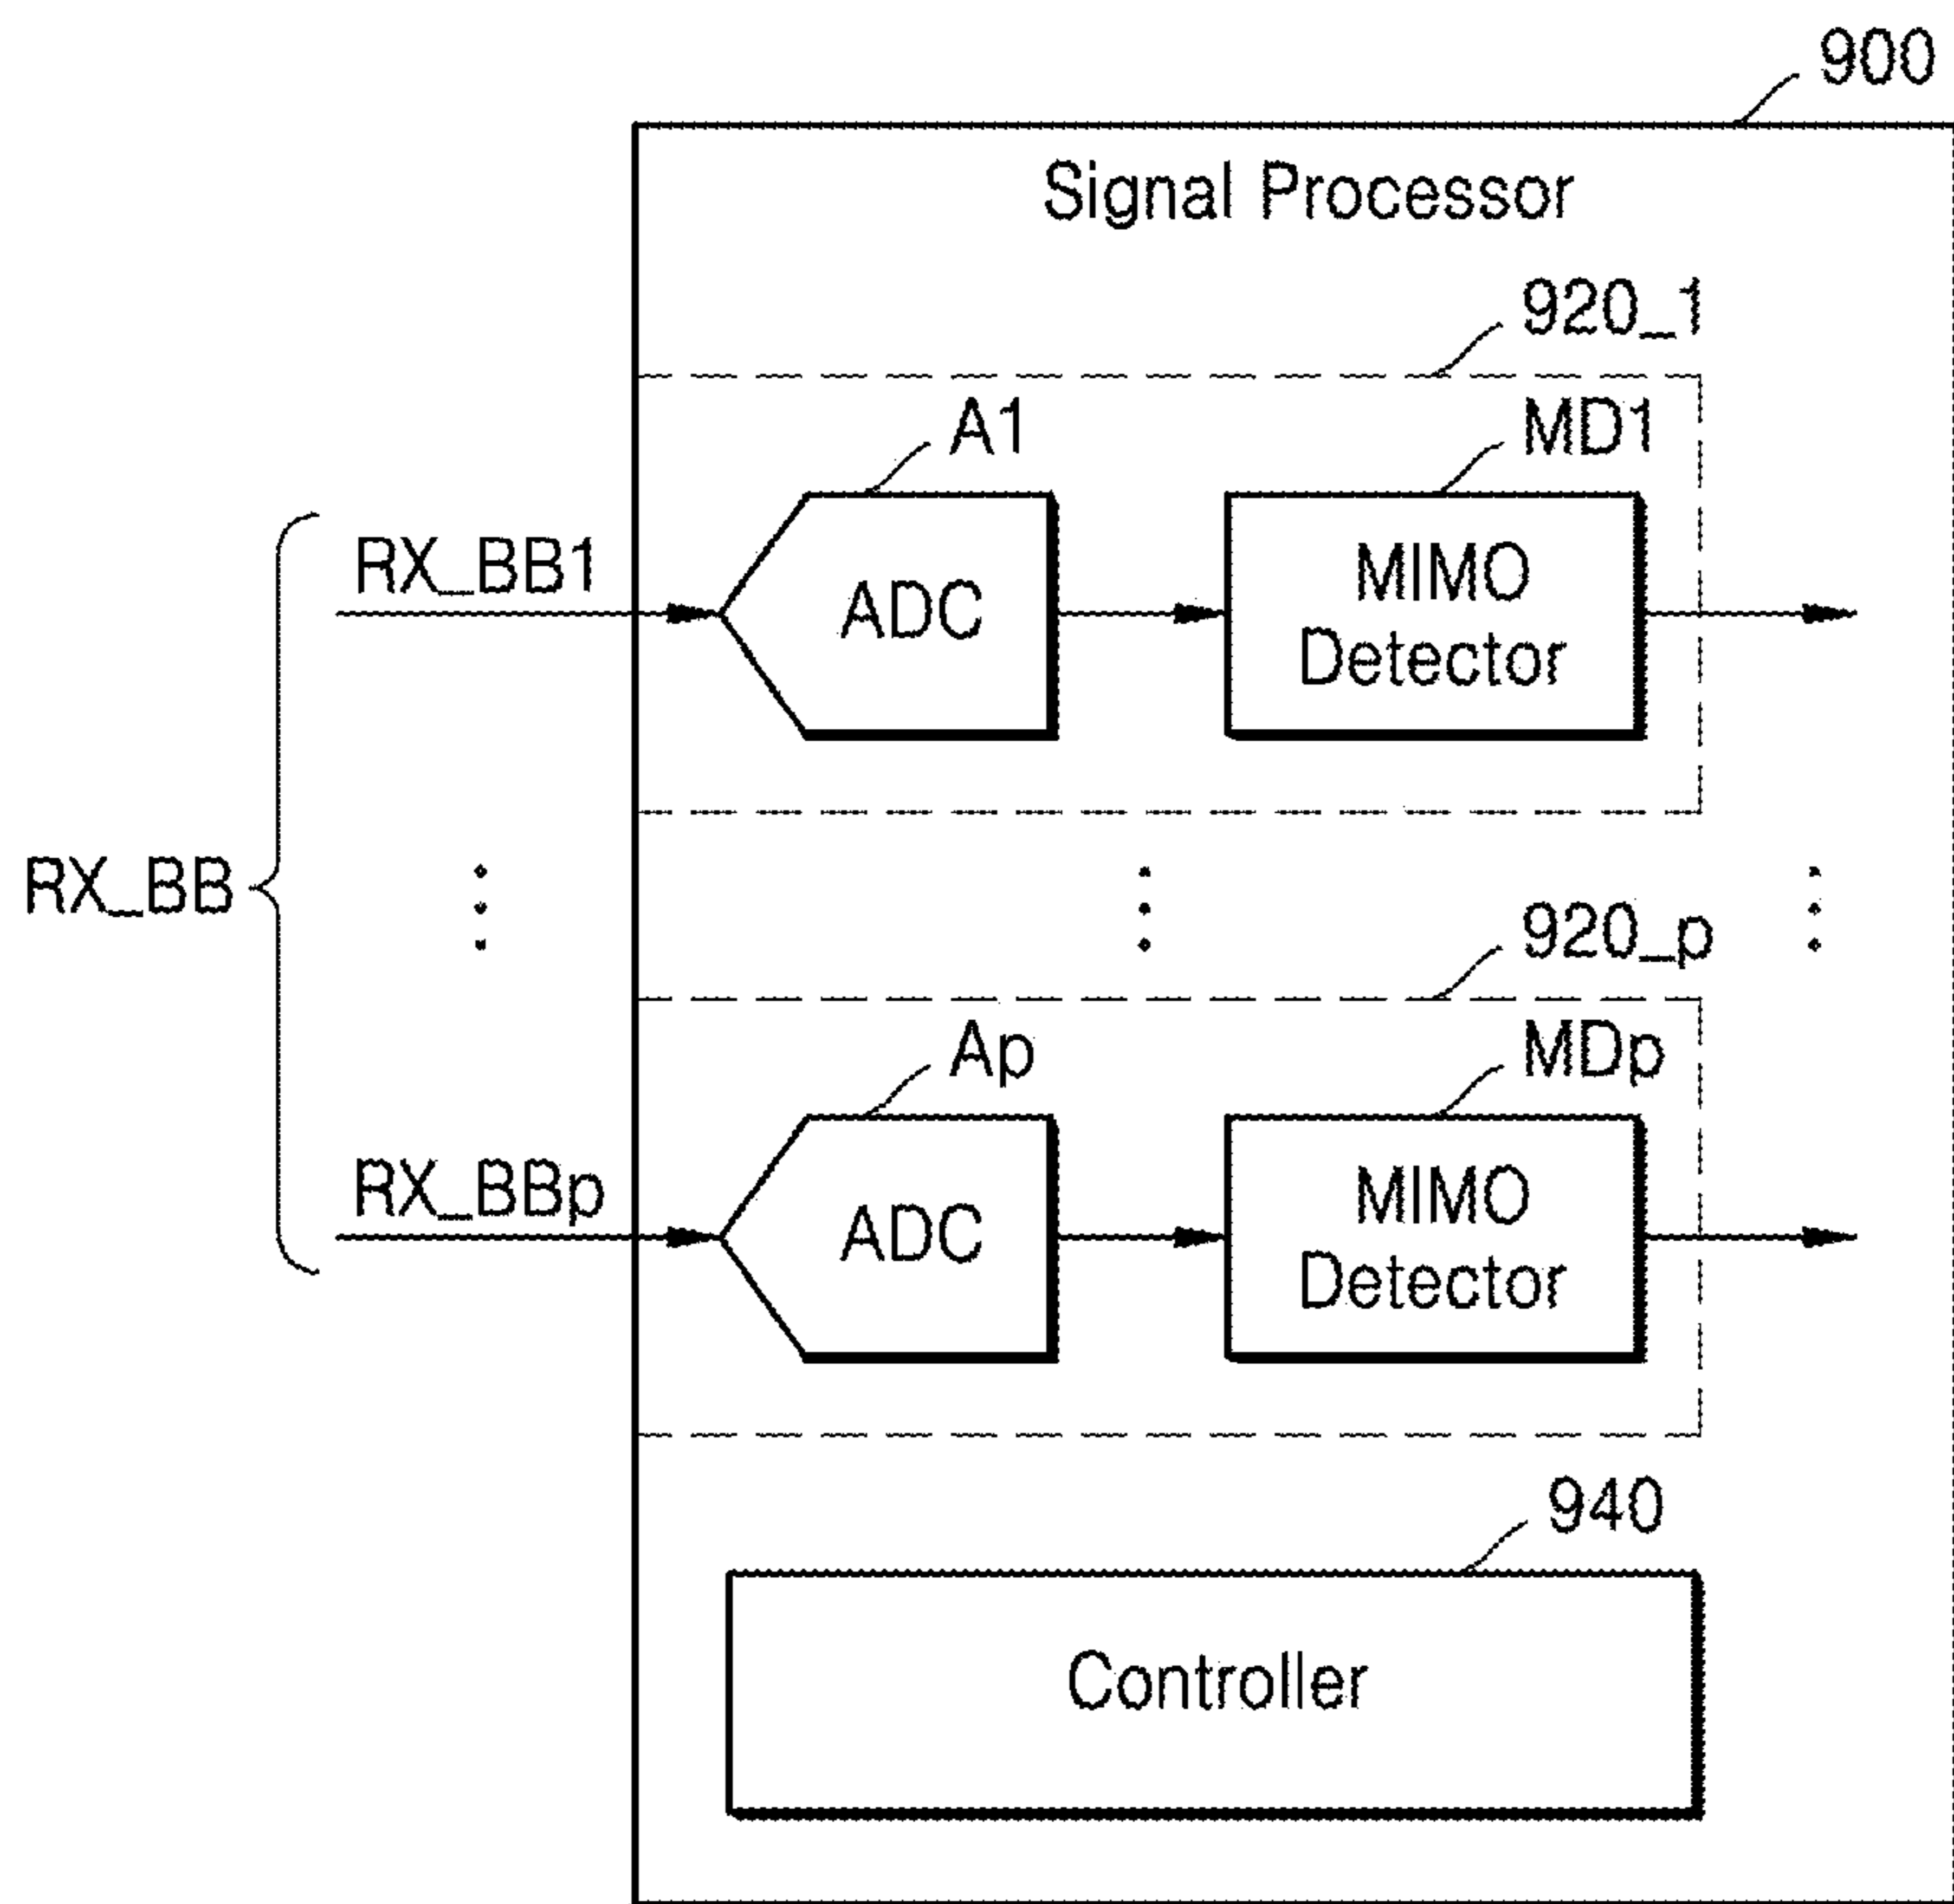 900
Signal Processor
920_1
A1
MD1
RX_BB1
ADC
MIMO
Detector
RX_BB
920_p
Ap
MDp
RX_BBp
ADC
MIMO
Detector
940
Controller